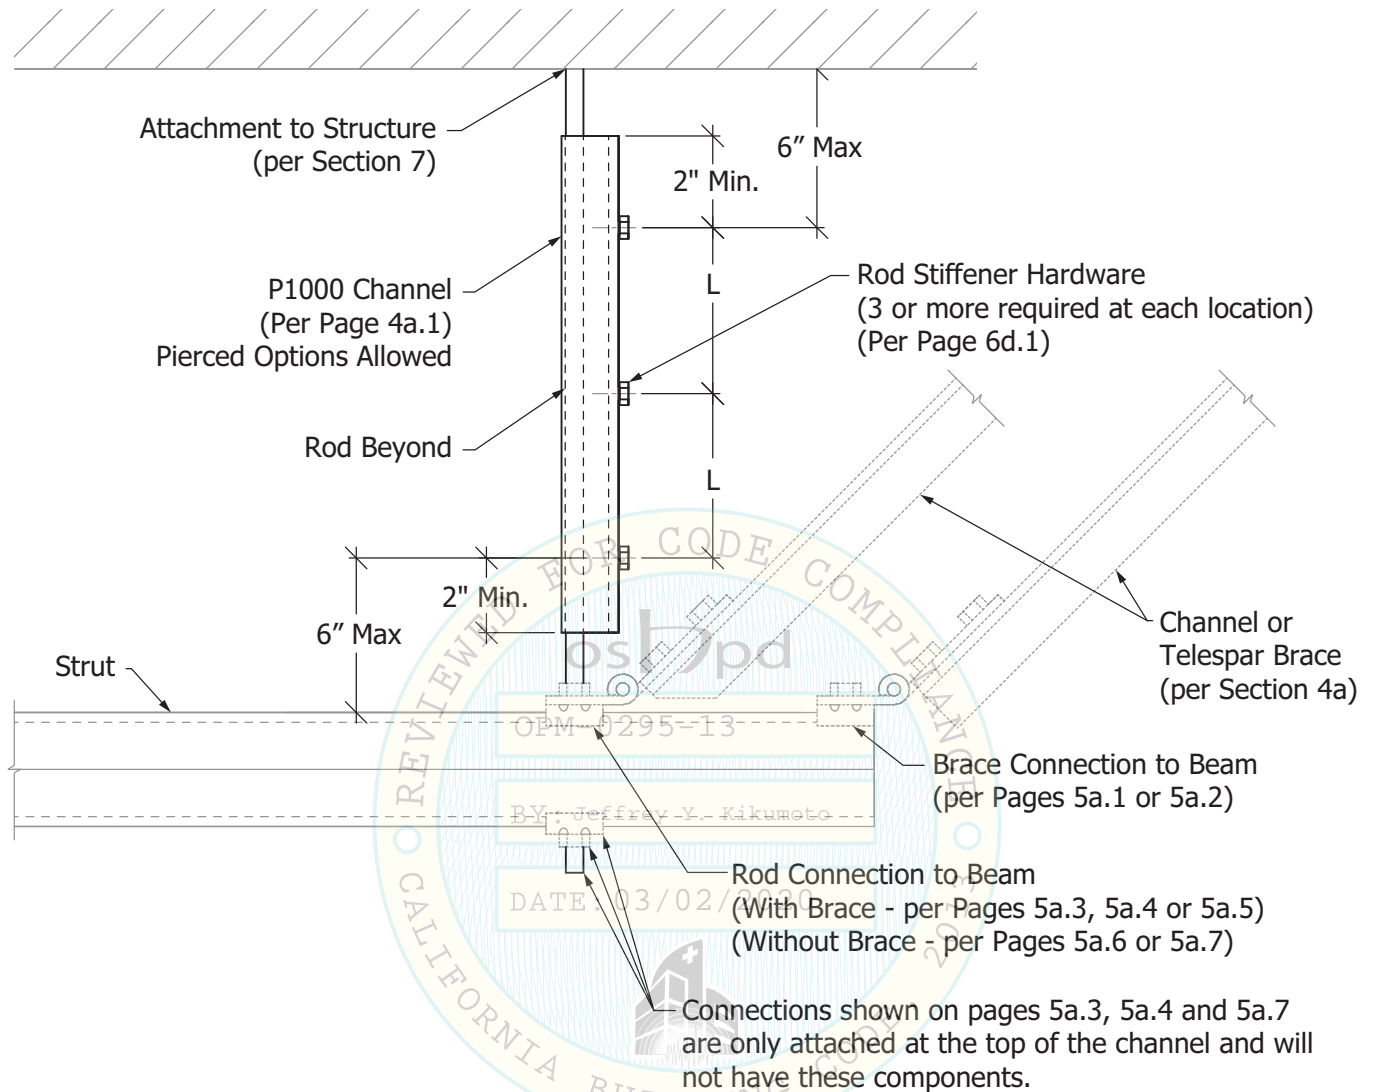 Attachment to Structure
(per Section 7)
6” Max
2" Min.
P1000 Channel
(Per Page 4a.1)
Pierced Options Allowed
L
Rod Stiffener Hardware
(3 or more required at each location)
(Per Page 6d.1)
Rod Beyond
L
2" Min.
6” Max
Strut
Channel or
Telespar Brace
(per Section 4a)
Brace Connection to Beam
(per Pages 5a.1 or 5a.2)
Rod Connection to Beam
(With Brace - per Pages 5a.3, 5a.4 or 5a.5)
(Without Brace - per Pages 5a.6 or 5a.7)
Connections shown on pages 5a.3, 5a.4 and 5a.7
are only attached at the top of the channel and will
not have these components.
REVIEWED FOR CODE COMPLIANCE
oshpd
OPM-0295-13
BY: Jeffrey Y. Kikumoto
DATE: 03/02/2020
CALIFORNIA
CODE, 2013